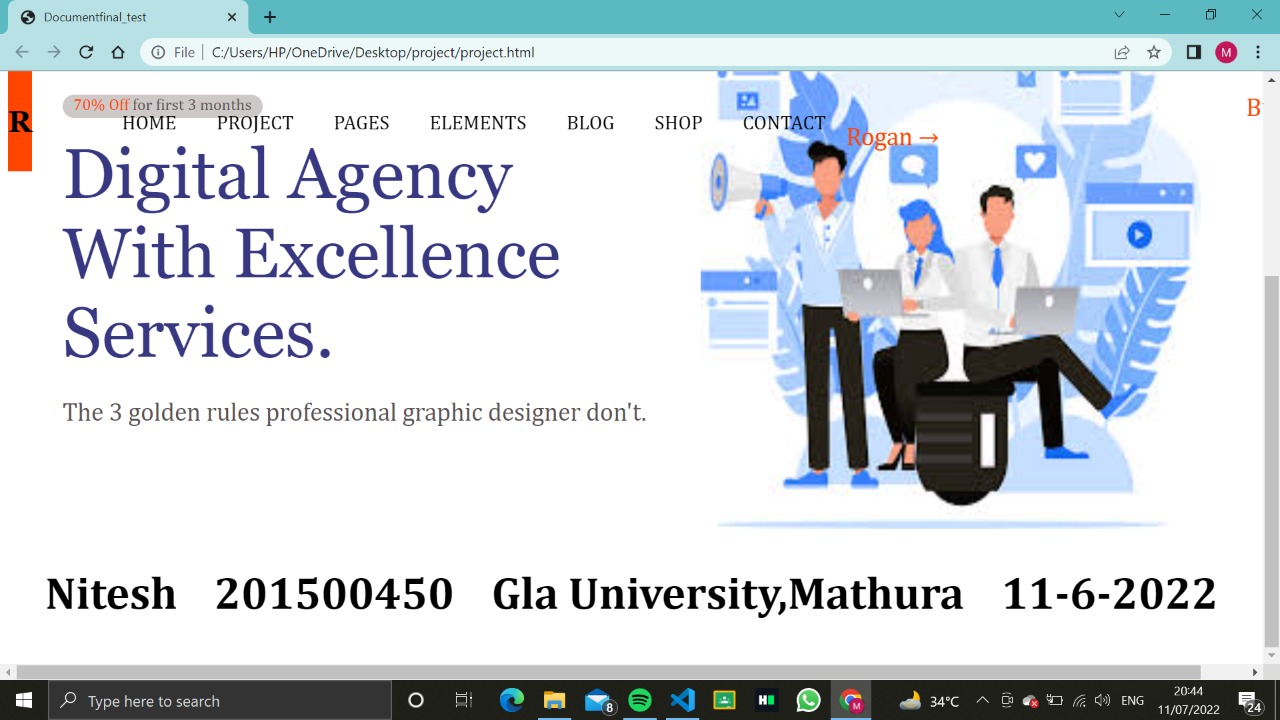 Documentfinal_test
File | C:/Users/HP/OneDrive/Desktop/project/project.html
M
70% Off for first 3 months
R
HOME PROJECT PAGES ELEMENTS BLOG SHOP CONTACT
Rogan →
Digital Agency
With Excellence
Services.
The 3 golden rules professional graphic designer don't.
Nitesh 201500450 Gla University,Mathura 11-6-2022
Type here to search
8
M
34°C
ENG
20:44
11/07/2022
24